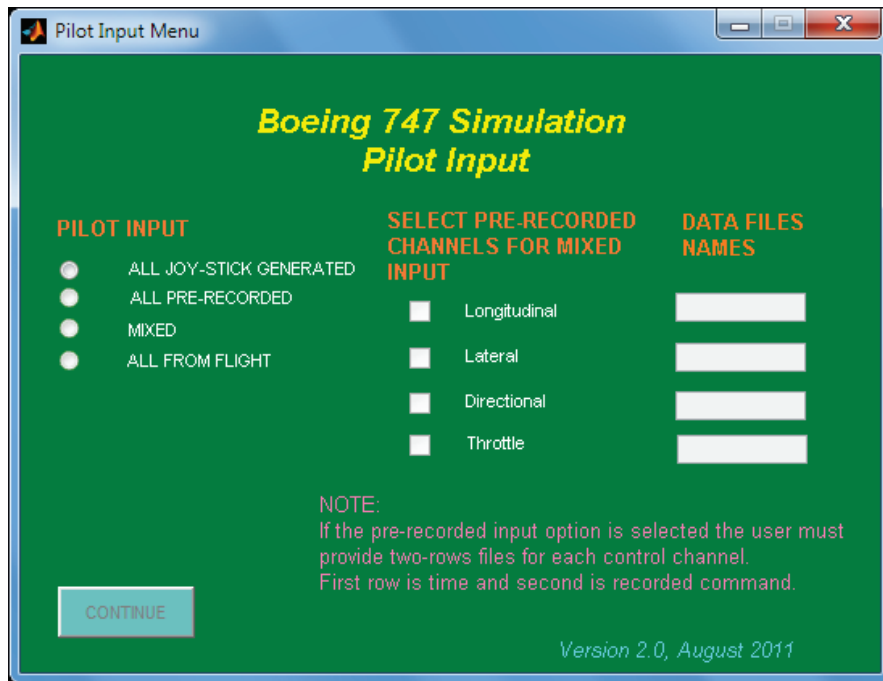 Pilot Input Menu
Boeing 747 Simulation
Pilot Input
PILOT INPUT
ALL JOY-STICK GENERATED
ALL PRE-RECORDED
MIXED
ALL FROM FLIGHT
SELECT PRE-RECORDED
CHANNELS FOR MIXED
INPUT
Longitudinal
Lateral
Directional
Throttle
DATA FILES
NAMES
NOTE:
If the pre-recorded input option is selected the user must
provide two-rows files for each control channel.
First row is time and second is recorded command.
CONTINUE
Version 2.0, August 2011